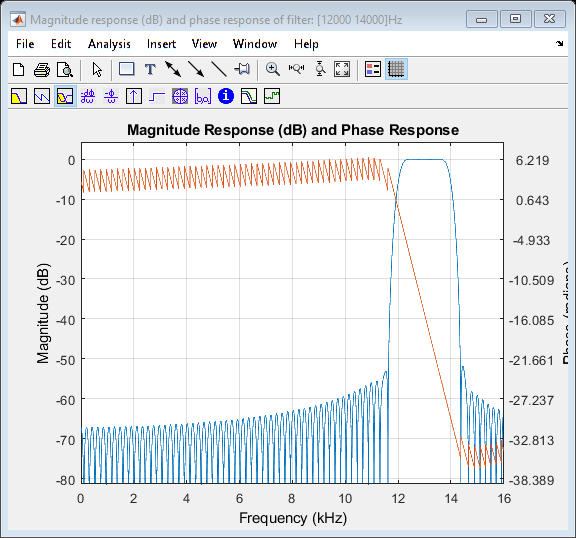 Magnitude response (dB) and phase response of filter: [12000 14000]Hz
File Edit Analysis Insert View Window Help
Magnitude Response (dB) and Phase Response
0
-10
-20
-30
-40
-50
-60
-70
-80
Magnitude (dB)
6.219
0.643
-4.933
-10.509
-16.085
-21.661
-27.237
-32.813
-38.389
Phase (radians)
0 2 4 6 8 10 12 14 16
Frequency (kHz)